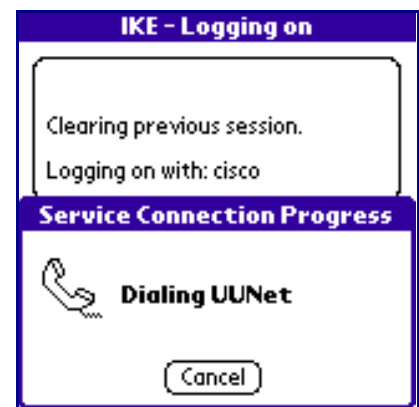 IKE - Logging on
Clearing previous session.
Logging on with: cisco
Service Connection Progress
Dialing UUNet
Cancel